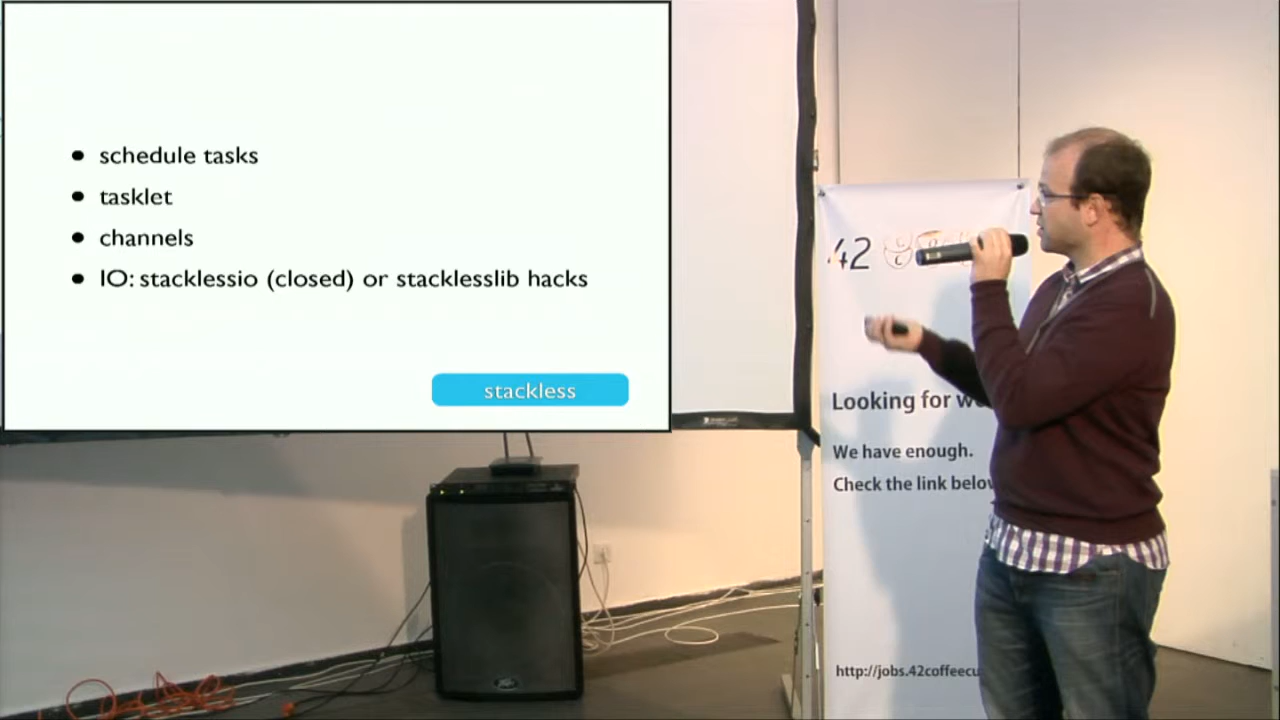 • schedule tasks
• tasklet
• channels
• IO: stacklessio (closed) or stacklesslib hacks
stackless
42
Looking for
We have enough.
Check the link
http://jobs.42coffeecu